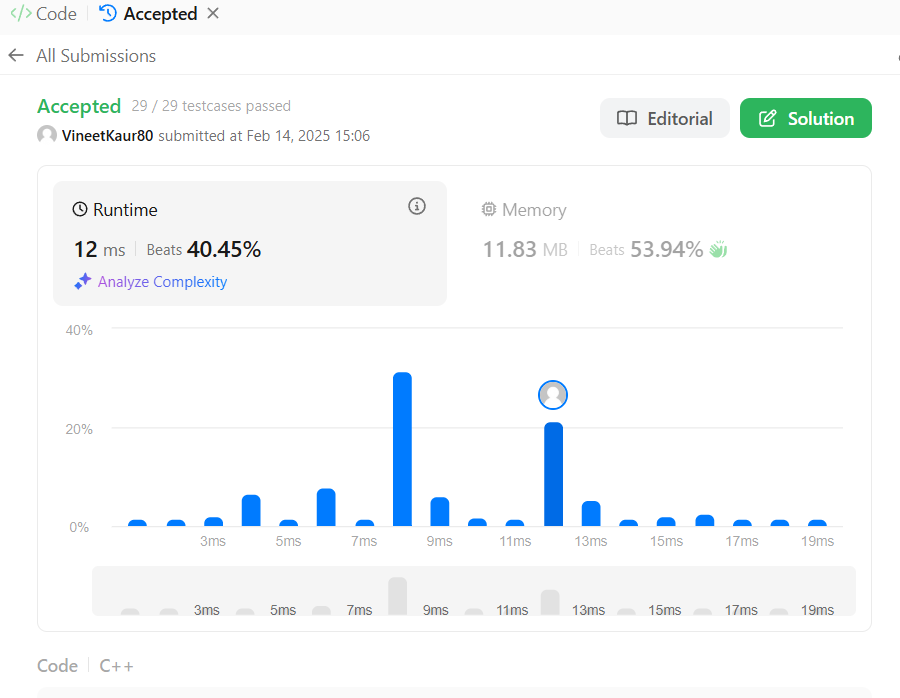 </> Code Accepted
All Submissions
Accepted 29 / 29 testcases passed
VineetKaur80 submitted at Feb 14, 2025 15:06
Editorial
Solution
Runtime
12 ms Beats 40.45%
Analyze Complexity
Memory
11.83 MB Beats 53.94%
40%
20%
0%
3ms 5ms 7ms 9ms 11ms 13ms 15ms 17ms 19ms
3ms 5ms 7ms 9ms 11ms 13ms 15ms 17ms 19ms
Code C++